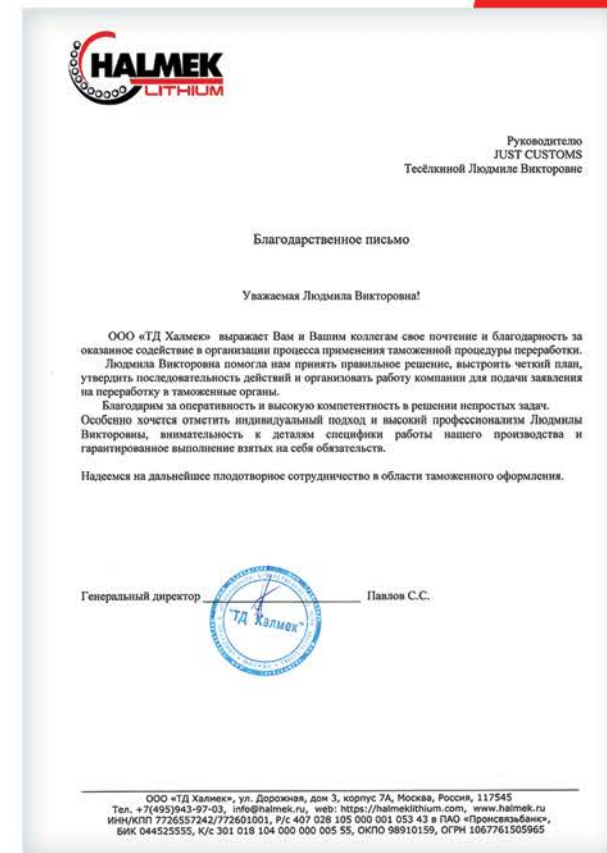 HALMEK
LITHIUM
Руководителю
JUST CUSTOMS
Тесёлкиной Людмиле Викторовне
Благодарственное письмо
Уважаемая Людмила Викторовна!
ООО «ТД Халмек» выражает Вам и Вашим коллегам свое почтение и благодарность за
оказанное содействие в организации процесса применения таможенной процедуры переработки.
Людмила Викторовна помогла нам принять правильное решение, выстроить четкий план,
утвердить последовательность действий и организовать работу компании для подачи заявления
на переработку в таможенные органы.
Благодарим за оперативность и высокую компетентность в решении непростых задач.
Особенно хочется отметить индивидуальный подход и высокий профессионализм Людмилы
Викторовны, внимательность к деталям специфики работы нашего производства и
гарантированное выполнение взятых на себя обязательств.
Надеемся на дальнейшее плодотворное сотрудничество в области таможенного оформления.
Генеральный директор Павлов С.С.
"ТД Халмек"
ООО «ТД Халмек», ул. Дорожная, дом 3, корпус 7А, Москва, Россия, 117545
Тел. +7(495)943-97-03, info@halmek.ru, web: https://halmeklithium.com, www.halmek.ru
ИНН/КПП 7726557242/772601001, Р/с 407 028 105 000 001 053 43 в ПАО «Промсвязьбанк»,
БИК 044525555, К/с 301 018 104 000 000 005 55, ОКПО 98910159, ОГРН 1067761505965